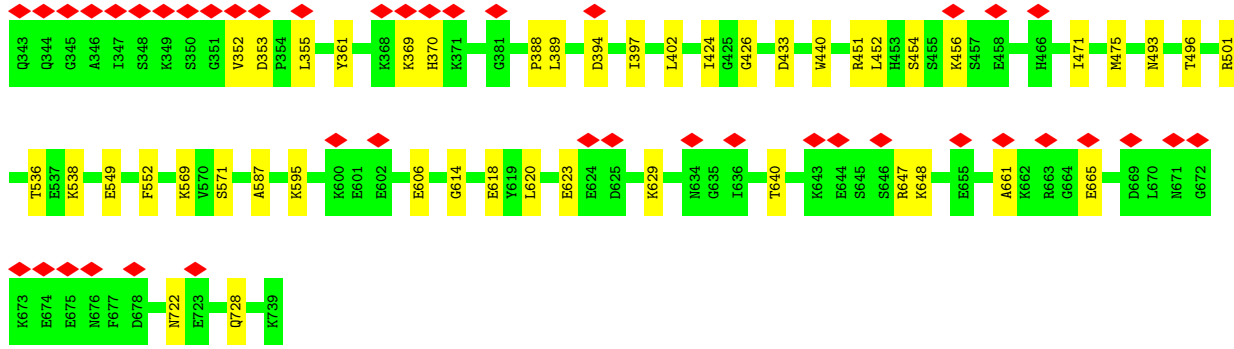 Q343 Q344 G345 A346 I347 S348 K349 S350 G351 V352 D353 P354 L355 Y361 K368 K369 H370 K371 G381 P388 L389 D394 I397 L402 I424 G425 G426 D433 W440 R451 L452 H453 S454 S455 K456 S457 E458 H466 I471 M475 N493 T496 R501
T536 E537 K538 E549 F552 K569 V570 S571 A587 K595 K600 E601 E602 E606 G614 E618 Y619 L620 E623 E624 D625 K629 N634 G635 I636 T640 K643 E644 S645 S646 R647 K648 E655 A661 K662 R663 G664 E665 D669 L670 N671 G672
K673 E674 E675 N676 F677 D678 N722 E723 Q728 K739